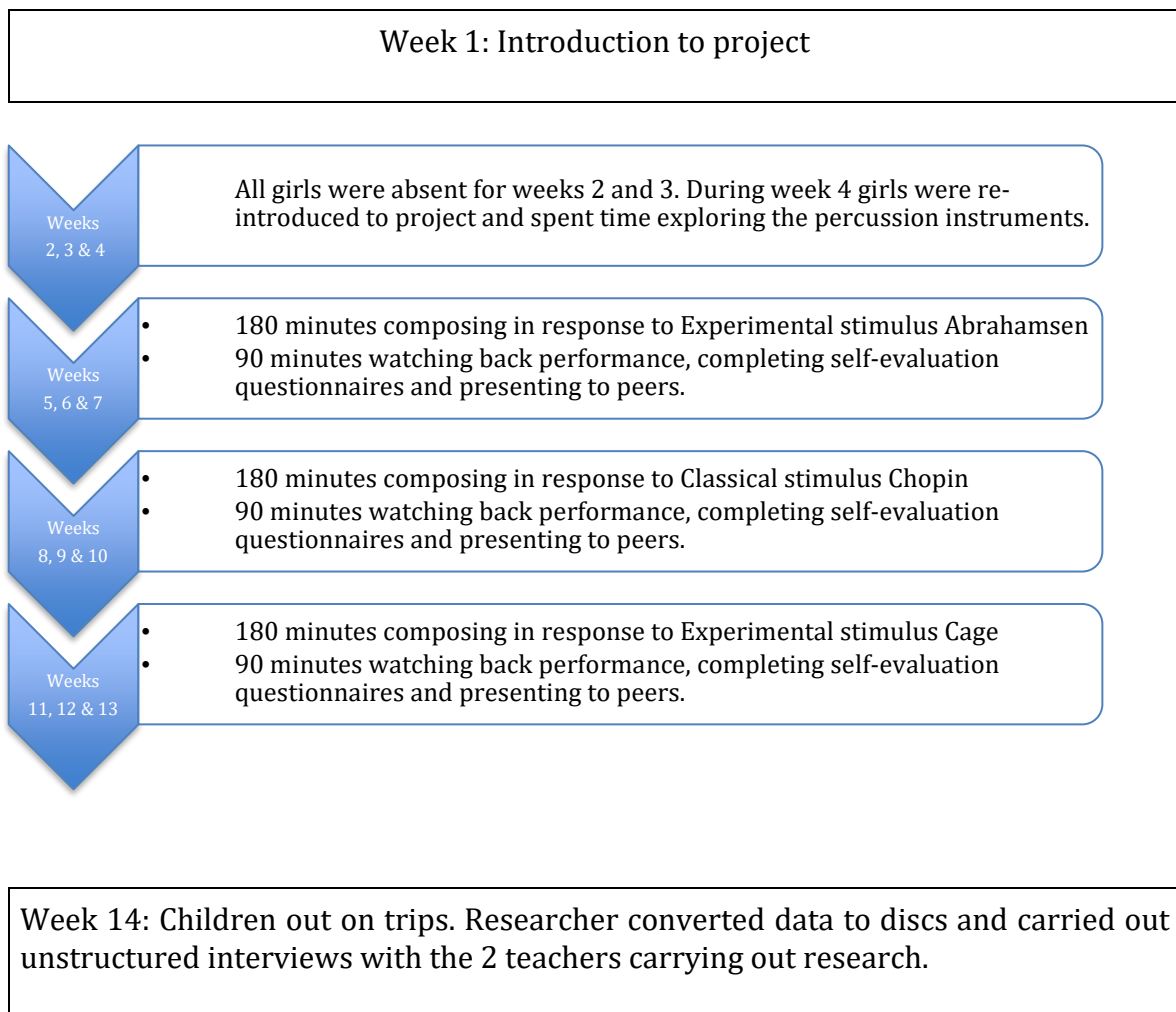 Week 1: Introduction to project
Weeks
2, 3 & 4
All girls were absent for weeks 2 and 3. During week 4 girls were re-
introduced to project and spent time exploring the percussion instruments.
Weeks
5, 6 & 7
• 180 minutes composing in response to Experimental stimulus Abrahamsen
• 90 minutes watching back performance, completing self-evaluation
questionnaires and presenting to peers.
Weeks
8, 9 & 10
• 180 minutes composing in response to Classical stimulus Chopin
• 90 minutes watching back performance, completing self-evaluation
questionnaires and presenting to peers.
Weeks
11, 12 & 13
• 180 minutes composing in response to Experimental stimulus Cage
• 90 minutes watching back performance, completing self-evaluation
questionnaires and presenting to peers.
Week 14: Children out on trips. Researcher converted data to discs and carried out
unstructured interviews with the 2 teachers carrying out research.